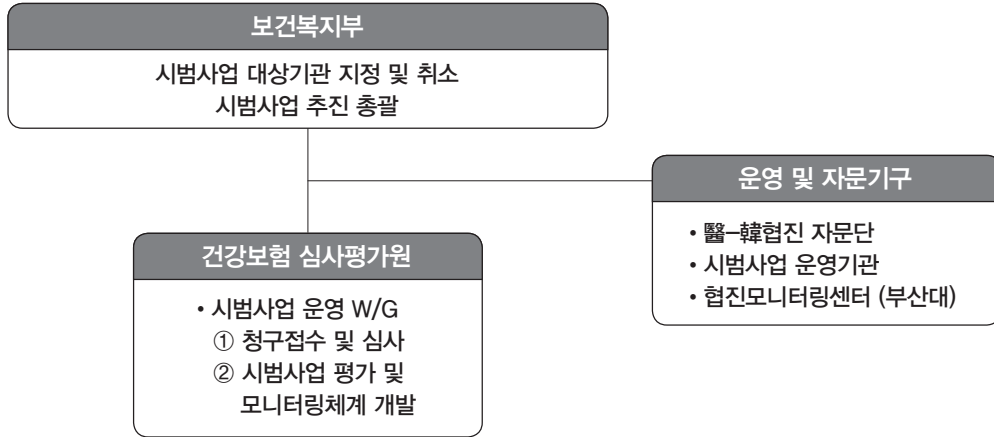 보건복지부
시범사업 대상기관 지정 및 취소
시범사업 추진 총괄
운영 및 자문기구
• 醫-韓협진 자문단
• 시범사업 운영기관
• 협진모니터링센터 (부산대)
건강보험 심사평가원
• 시범사업 운영 W/G
① 청구접수 및 심사
② 시범사업 평가 및
모니터링체계 개발